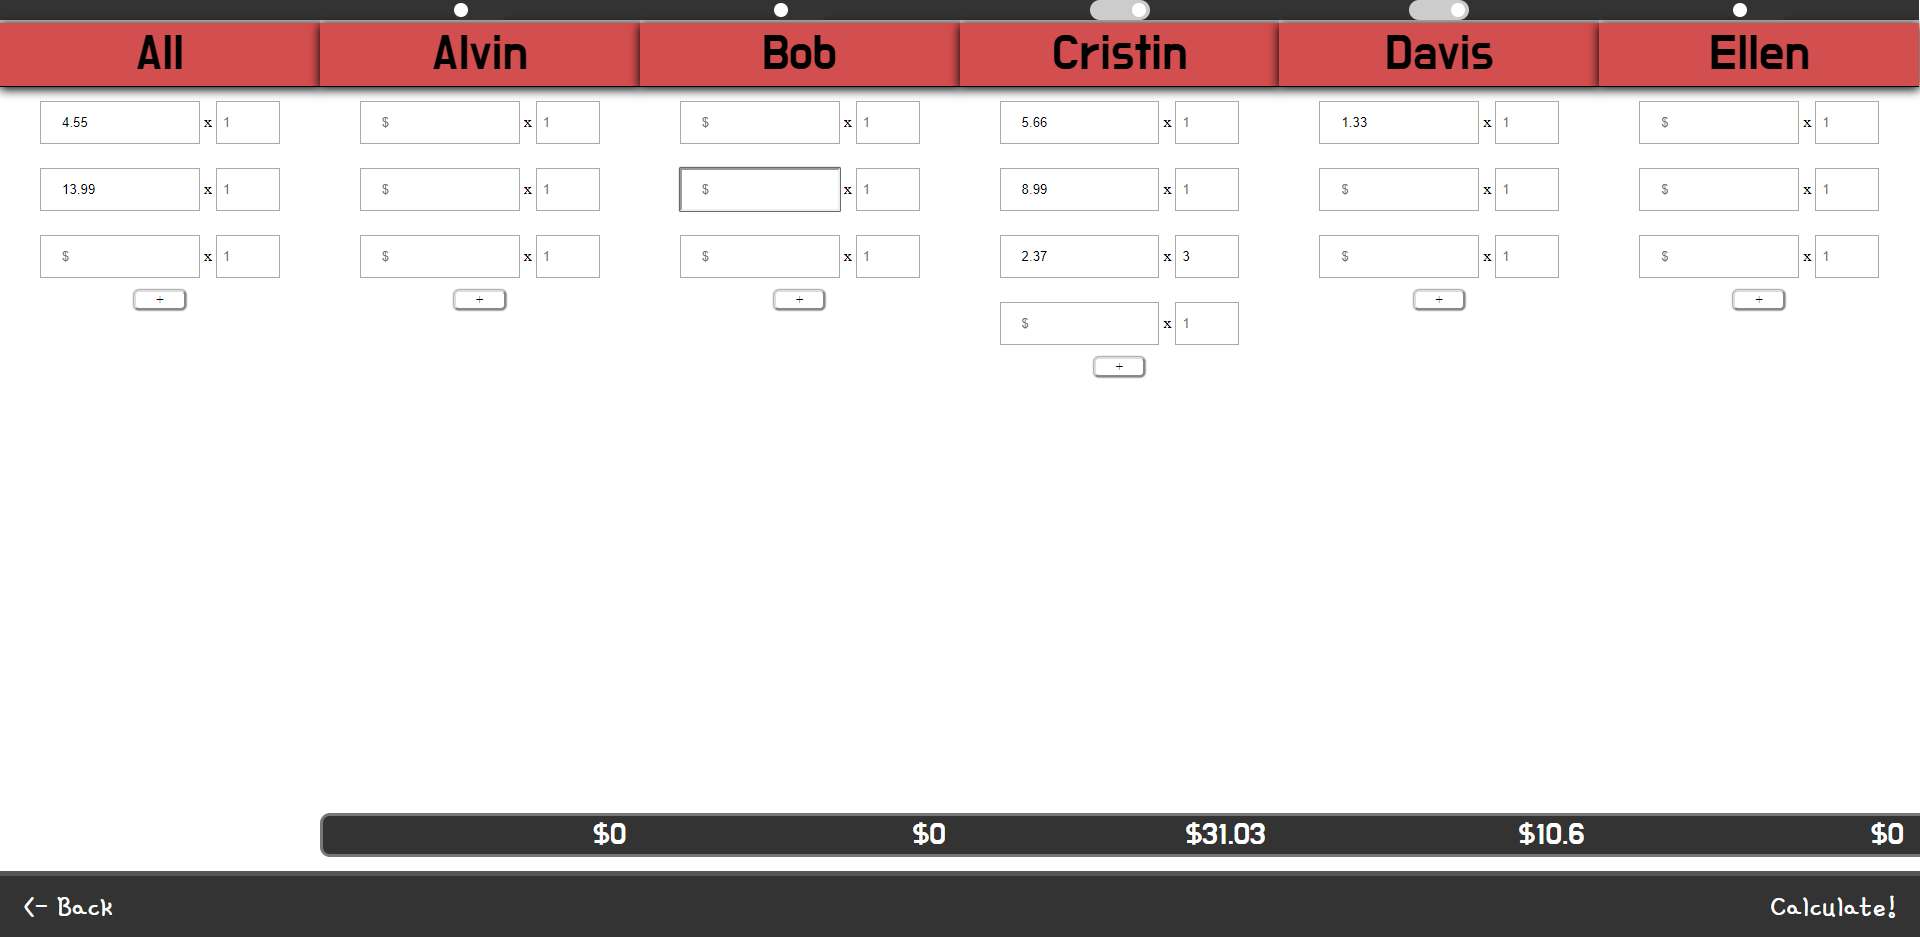 All Alvin Bob Cristin Davis Ellen
4.55 x 1 $ x 1 $ x 1 5.66 x 1 1.33 x 1 $ x 1
13.99 x 1 $ x 1 $ x 1 8.99 x 1 $ x 1 $ x 1
$ x 1 $ x 1 $ x 1 2.37 x 3 $ x 1 $ x 1
+ + + $ x 1 + +
+
$0 $0 $31.03 $10.6 $0
<- Back Calculate!